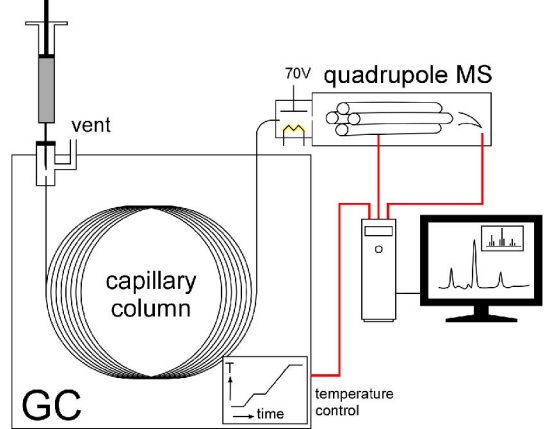 70V
quadrupole MS
vent
capillary
column
T
time
GC
temperature
control